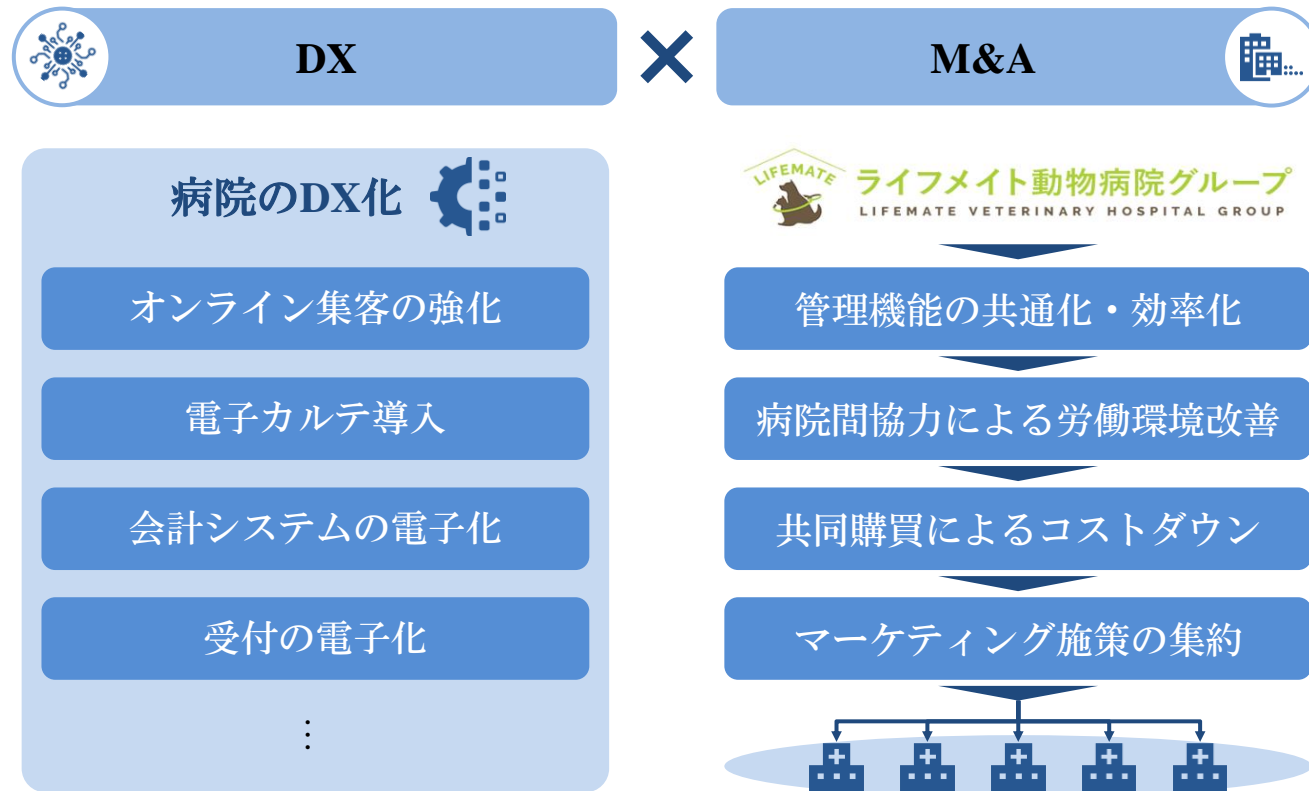 DX
M&A
病院のDX化
オンライン集客の強化
電子カルテ導入
会計システムの電子化
受付の電子化
⋮
LIFEMATE
ライフメイト動物病院グループ
LIFEMATE VETERINARY HOSPITAL GROUP
管理機能の共通化・効率化
病院間協力による労働環境改善
共同購買によるコストダウン
マーケティング施策の集約